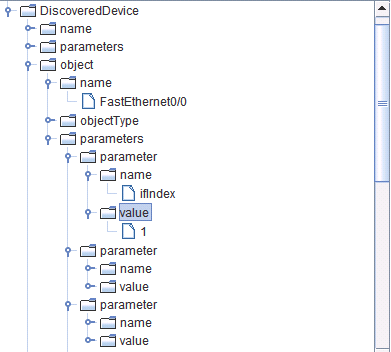 DiscoveredDevice
name
parameters
object
name
FastEthernet0/0
objectType
parameters
parameter
name
ifIndex
value
1
parameter
name
value
parameter
name
value